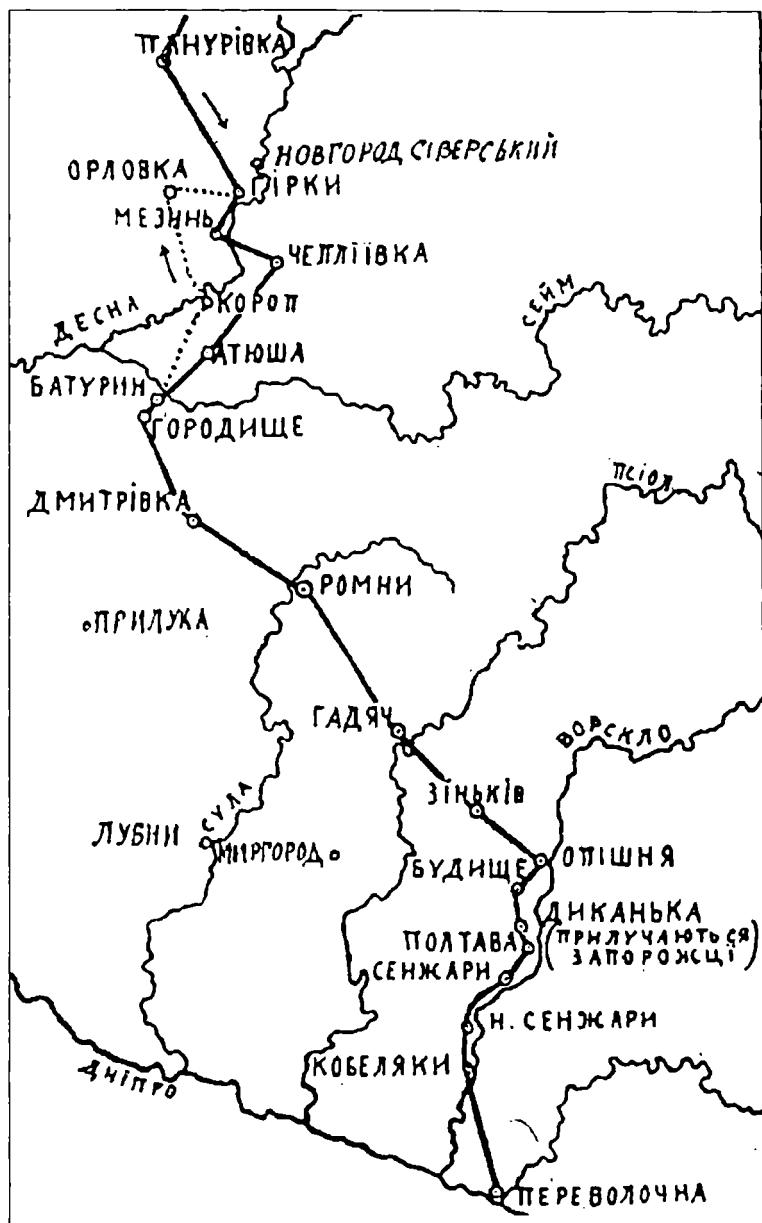 ПАНУРІВКА
НОВГОРОД СІВЕРСЬКИЙ
ОРЛОВКА
ГІРКИ
МЕЗИНЬ
ЧЕПЛІЇВКА
КОРОП
ДЕСНА
СЕЙМ
АТЮША
БАТУРИН
ГОРОДИЩЕ
ПСІОЛ
ДМИТРІВКА
РОМНИ
ПРИЛУКА
ГАДЯЧ
ВОРСКЛО
ЗІНЬКІВ
СУЛА
ЛУБНИ
МИРГОРОД
ОПІШНЯ
БУДИЩЕ
ДИКАНЬКА
ПОЛТАВА
(ПРИЛУЧАЮТЬСЯ
ЗАПОРОЖЦІ)
СЕНЖАРИ
Н. СЕНЖАРИ
КОБЕЛЯКИ
ДНІПРО
ПЕРЕВОЛОЧНА